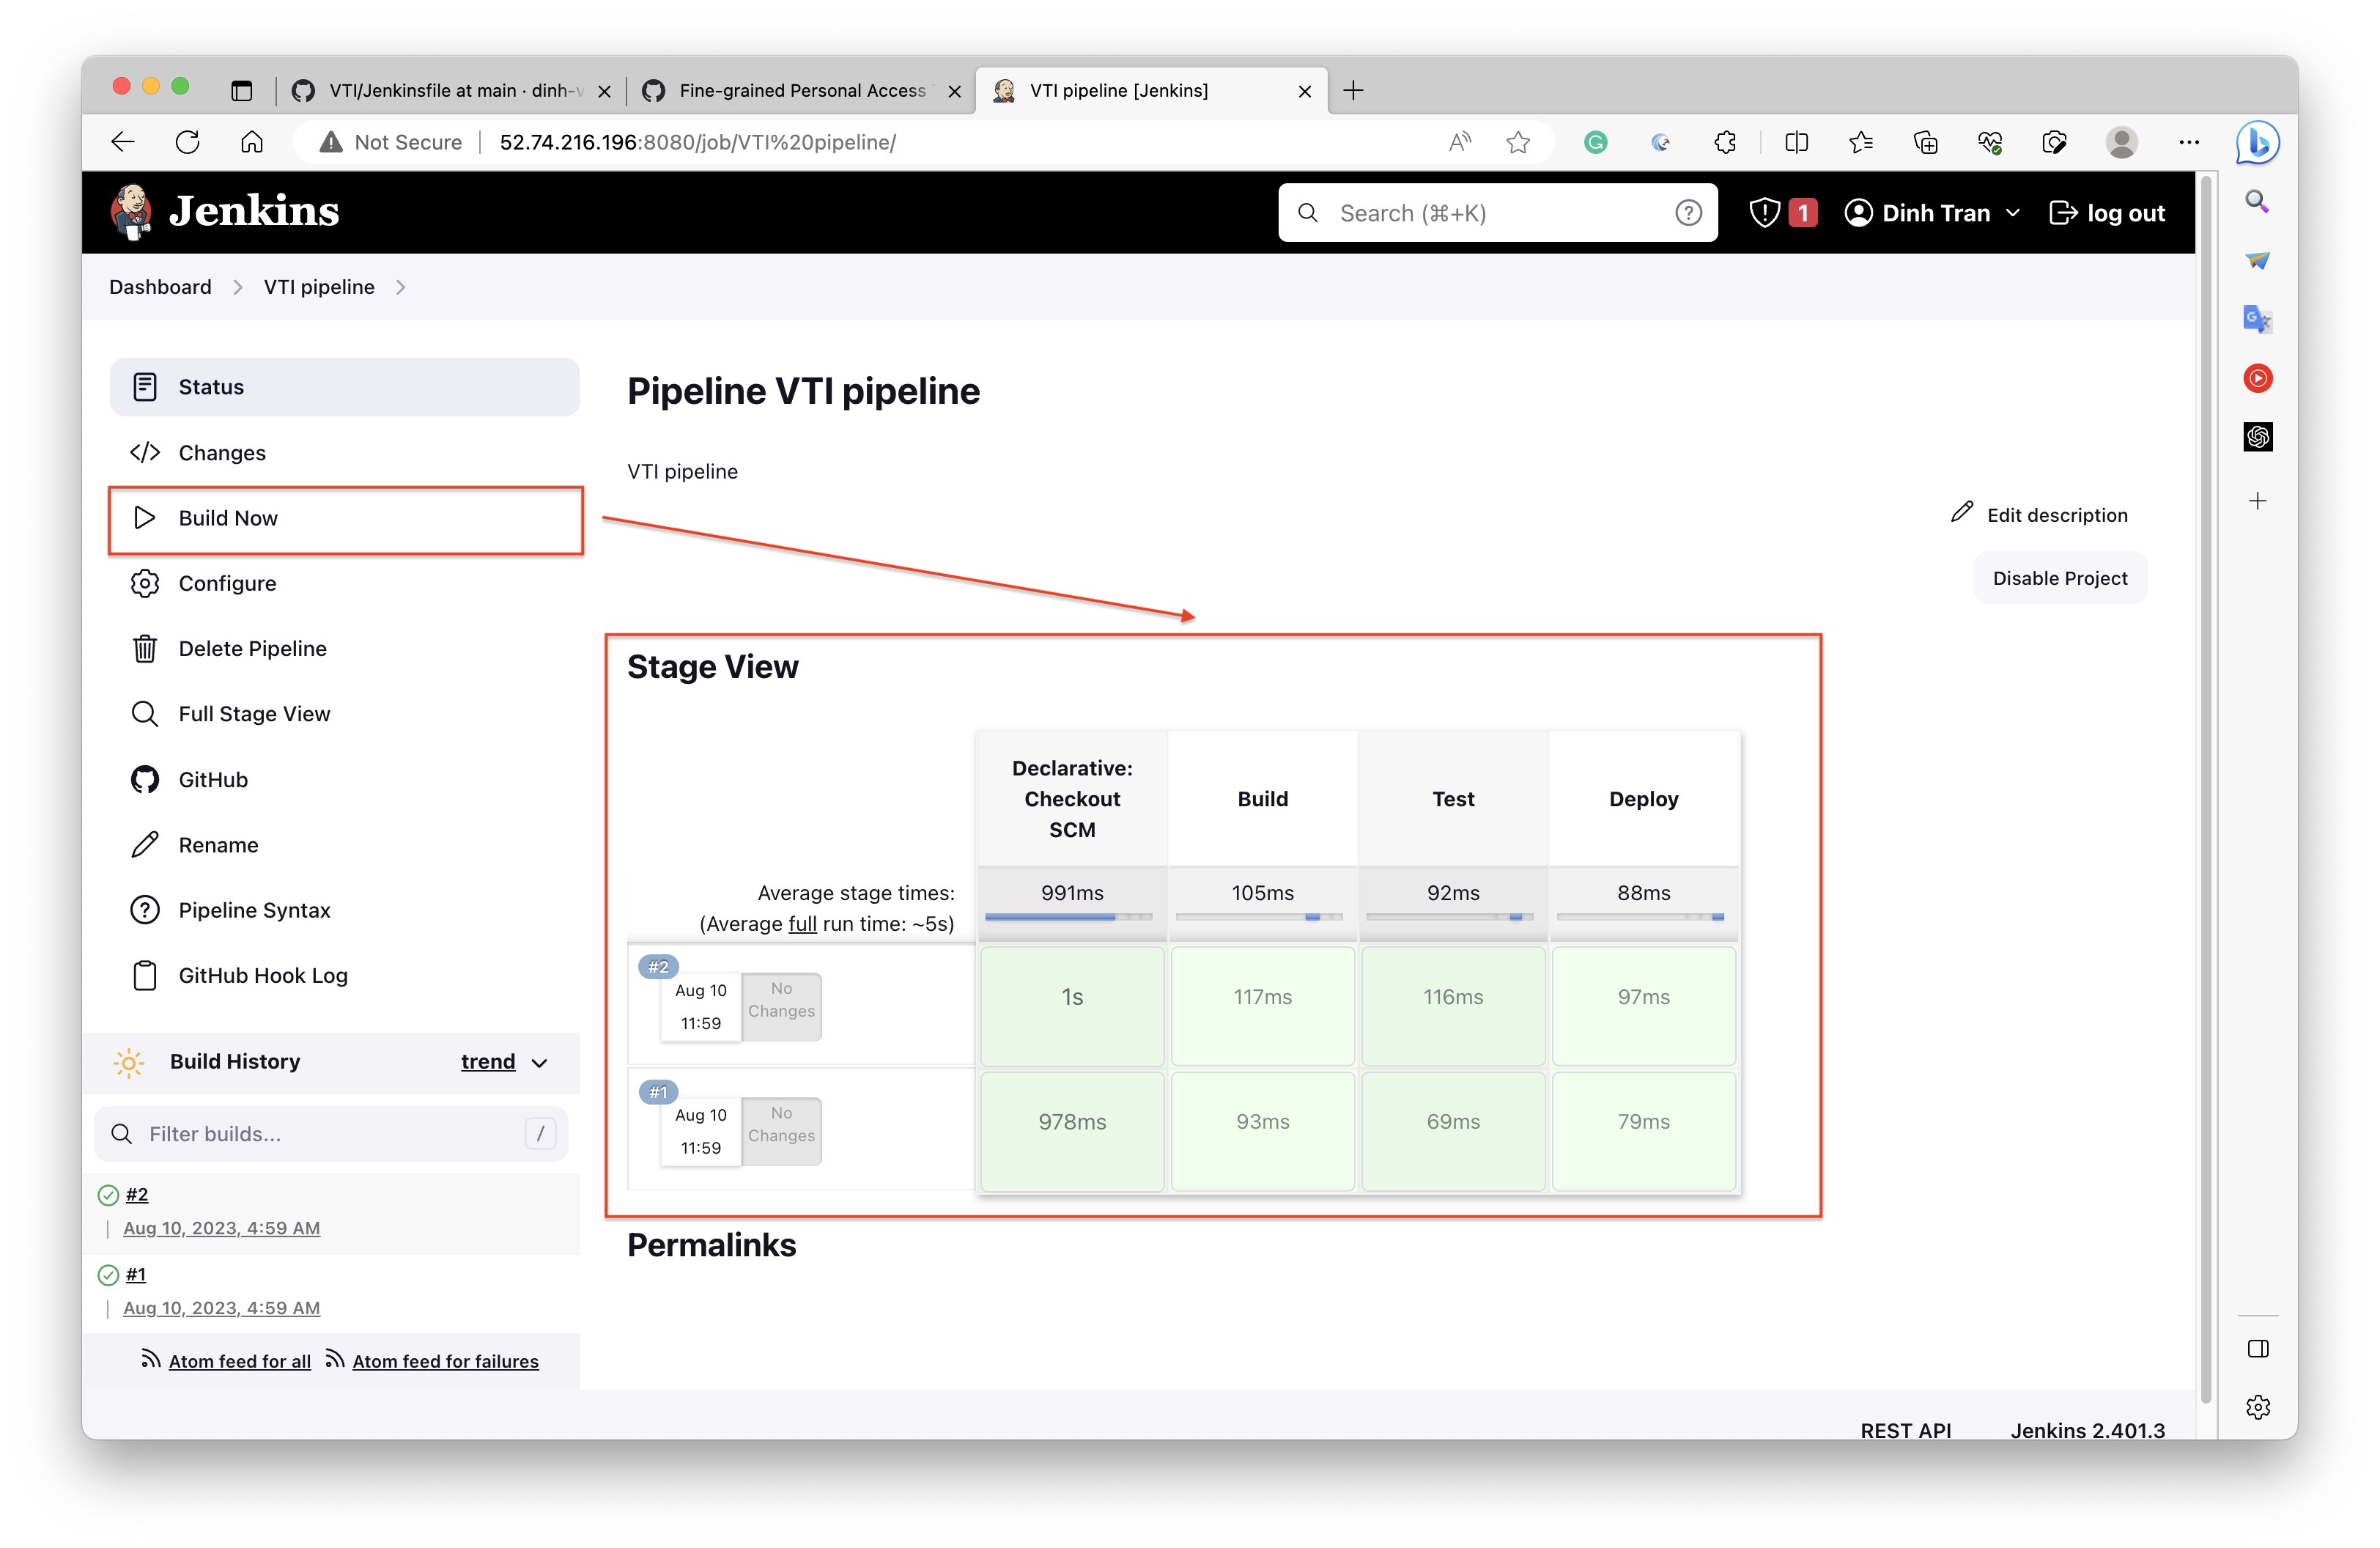 VTI/Jenkinsfile at main · dinh-v
Fine-grained Personal Access
VTI pipeline [Jenkins]
Not Secure
52.74.216.196:8080/job/VTI%20pipeline/
Jenkins
Search (⌘+K)
1
Dinh Tran
log out
Dashboard
VTI pipeline
Status
Changes
Build Now
Configure
Delete Pipeline
Full Stage View
GitHub
Rename
Pipeline Syntax
GitHub Hook Log
Build History
trend
Filter builds...
/
#2
Aug 10, 2023, 4:59 AM
#1
Aug 10, 2023, 4:59 AM
Atom feed for all
Atom feed for failures
Pipeline VTI pipeline
VTI pipeline
Edit description
Disable Project
Stage View
Declarative:
Checkout
SCM
Build
Test
Deploy
Average stage times:
(Average full run time: ~5s)
991ms
105ms
92ms
88ms
#2
Aug 10
11:59
No
Changes
1s
117ms
116ms
97ms
#1
Aug 10
11:59
No
Changes
978ms
93ms
69ms
79ms
Permalinks
REST API
Jenkins 2.401.3